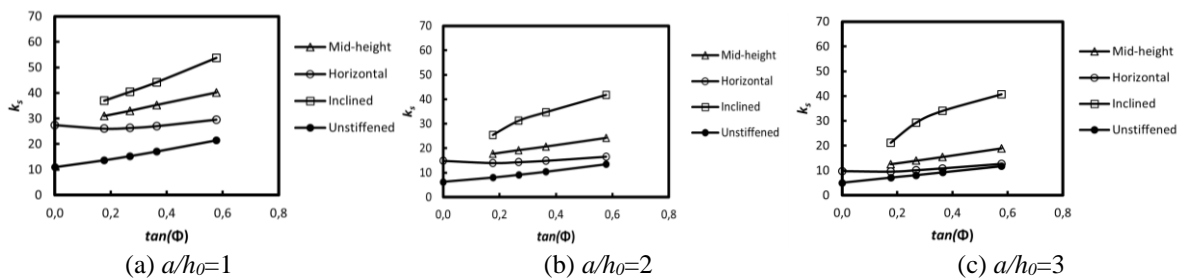 70
60
50
40
30
20
10
0
k_s
0,0 0,2 0,4 0,6 0,8
tan(Φ)
Mid-height
Horizontal
Inclined
Unstiffened
(a) a/h₀=1
70
60
50
40
30
20
10
0
k_s
0,0 0,2 0,4 0,6 0,8
tan(Φ)
Mid-height
Horizontal
Inclined
Unstiffened
(b) a/h₀=2
70
60
50
40
30
20
10
0
k_s
0,0 0,2 0,4 0,6 0,8
tan(Φ)
Mid-height
Horizontal
Inclined
Unstiffened
(c) a/h₀=3